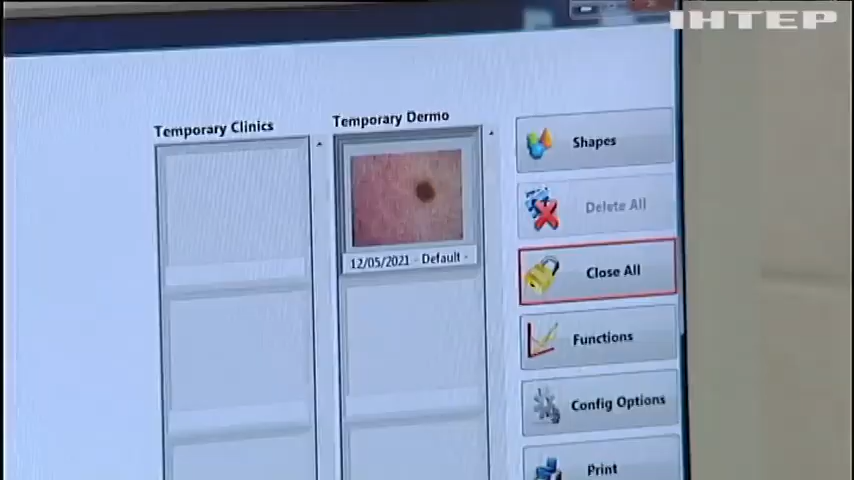 ІНТЕР
Temporary Clinics
Temporary Dermo
12/05/2021 - Default -
Shapes
Delete All
Close All
Functions
Config Options
Print